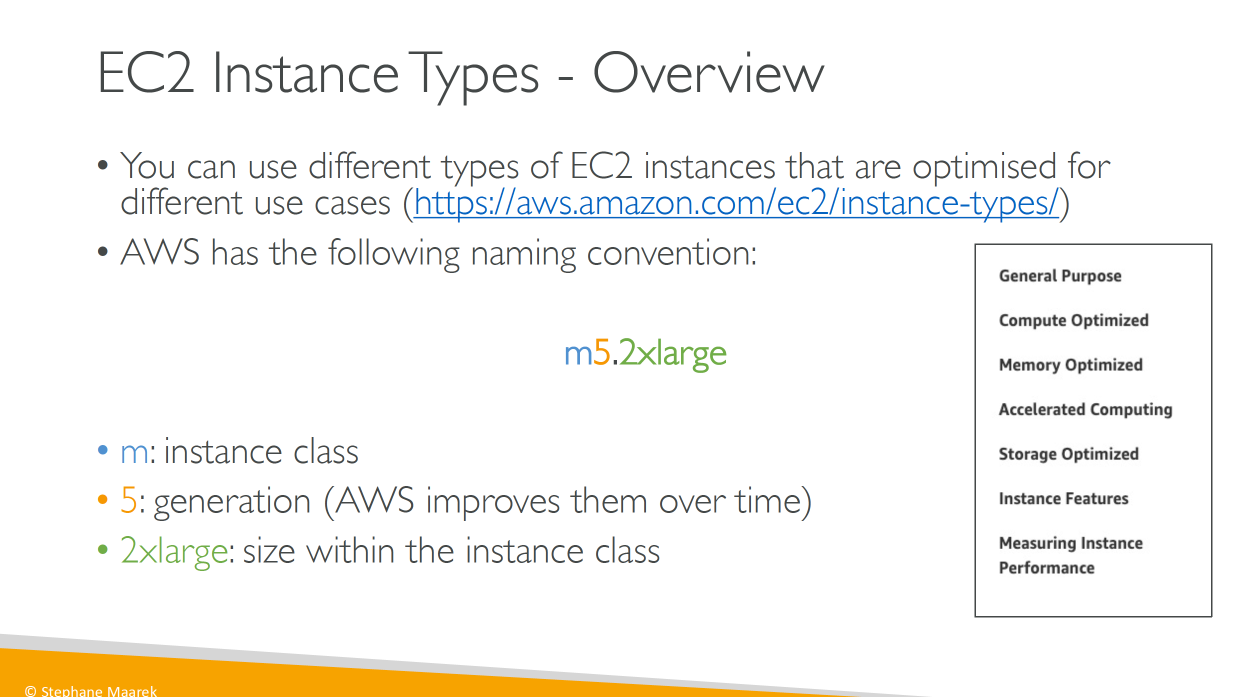 EC2 Instance Types - Overview
• You can use different types of EC2 instances that are optimised for
different use cases (https://aws.amazon.com/ec2/instance-types/)
• AWS has the following naming convention:
m5.2xlarge
• m: instance class
• 5: generation (AWS improves them over time)
• 2xlarge: size within the instance class
General Purpose
Compute Optimized
Memory Optimized
Accelerated Computing
Storage Optimized
Instance Features
Measuring Instance
Performance
© Stephane Maarek